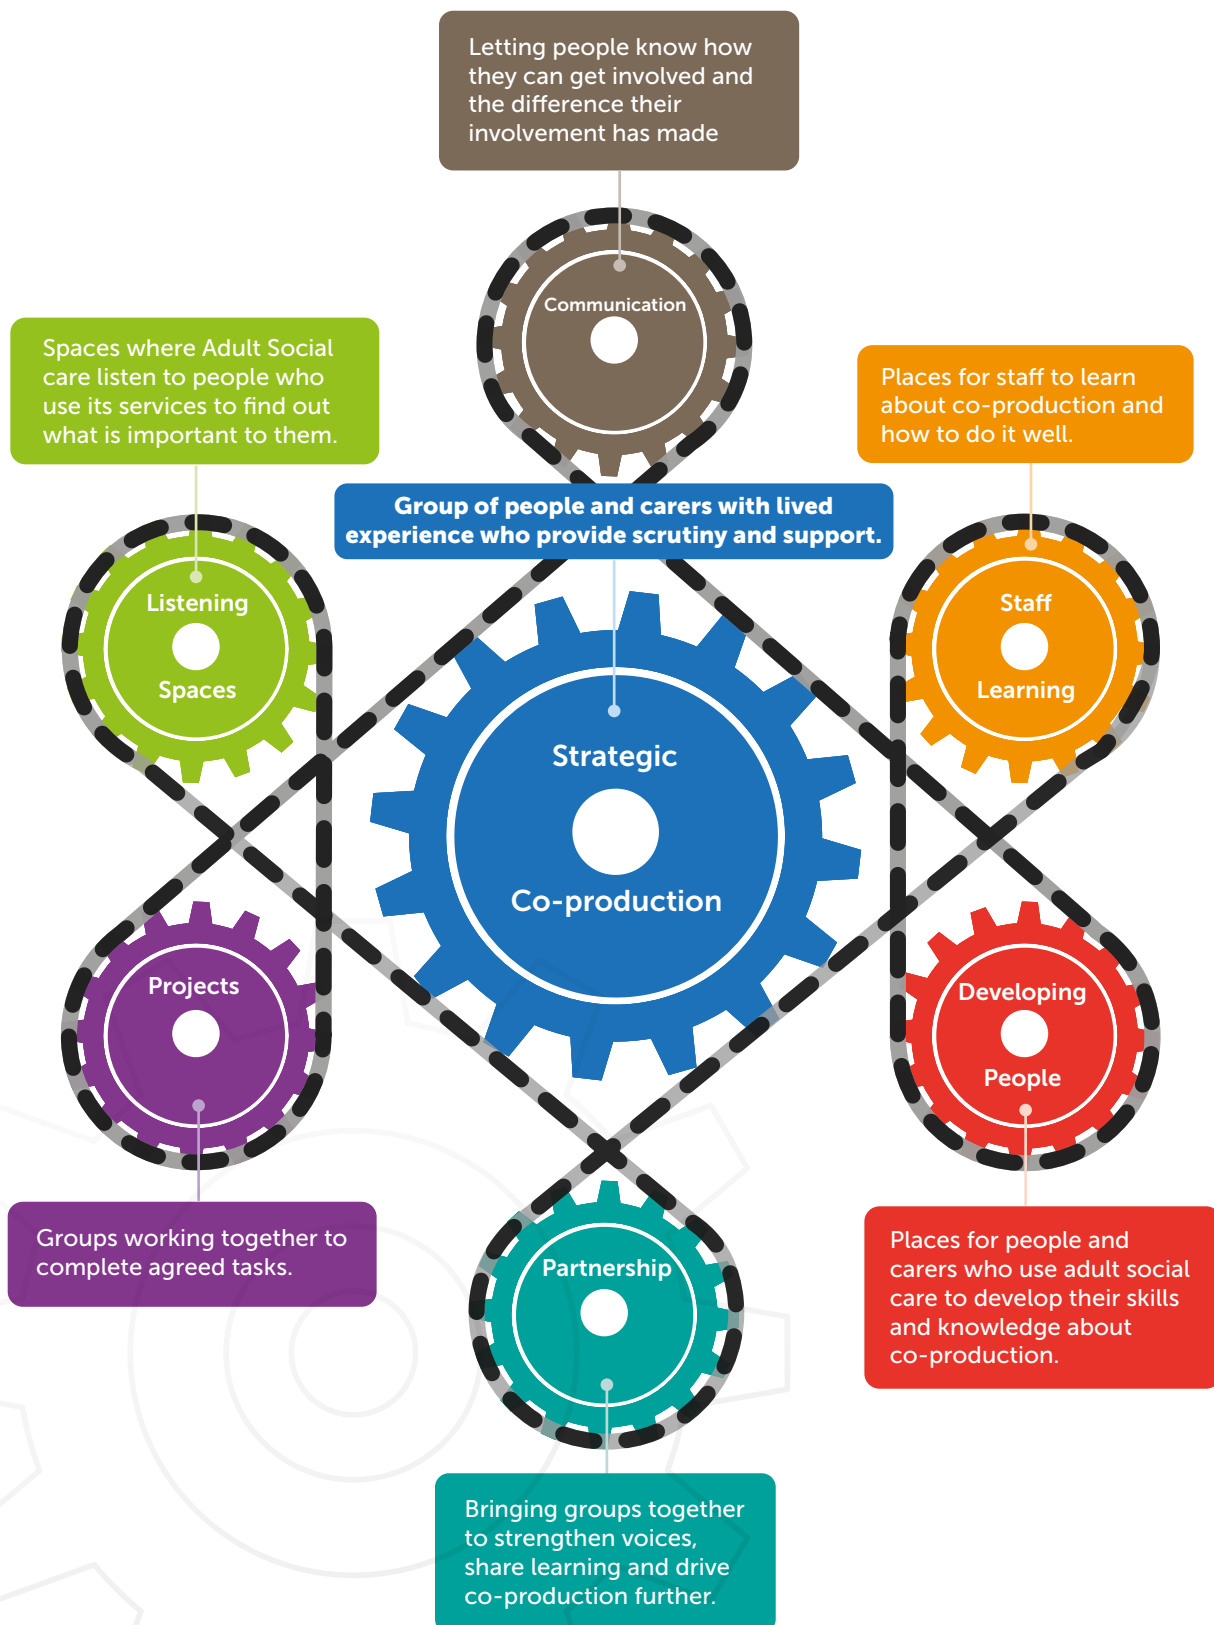 Letting people know how
they can get involved and
the difference their
involvement has made
Communication
Spaces where Adult Social
care listen to people who
use its services to find out
what is important to them.
Places for staff to learn
about co-production and
how to do it well.
Group of people and carers with lived
experience who provide scrutiny and support.
Listening
Spaces
Staff
Learning
Strategic
Co-production
Projects
Developing
People
Groups working together to
complete agreed tasks.
Places for people and
carers who use adult social
care to develop their skills
and knowledge about
co-production.
Partnership
Bringing groups together
to strengthen voices,
share learning and drive
co-production further.